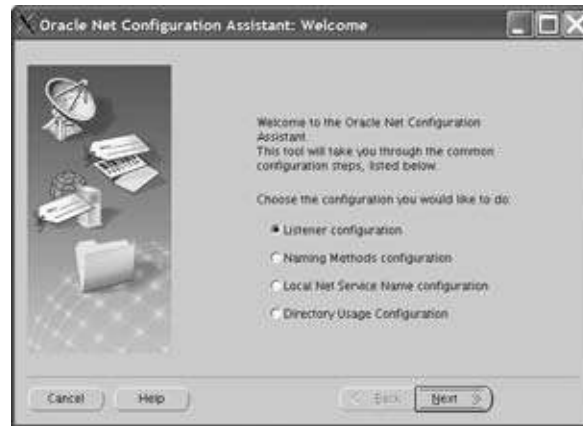 Oracle Net Configuration Assistant: Welcome
Welcome to the Oracle Net Configuration
Assistant.
This tool will take you through the common
configuration steps, listed below.
Choose the configuration you would like to do:
Listener configuration
Naming Methods configuration
Local Net Service Name configuration
Directory Usage Configuration
Cancel
Help
Back
Next